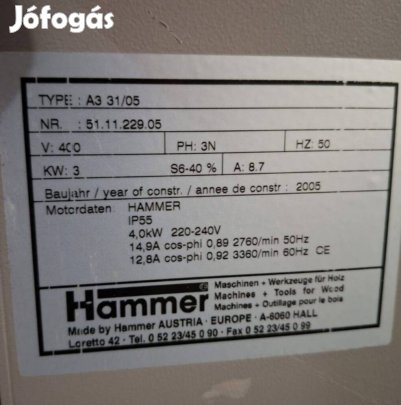 Jófogás
TYPE : A3 31/05
NR. : 51.11.229.05
V: 400 PH: 3N HZ: 50
KW: 3 S6-40 % A: 8.7
Baujahr / year of constr. / annee de constr : 2005
Motordaten: HAMMER
IP55
4,0kW 220-240V
14,9A cos-phi 0,89 2760/min 50Hz
12,8A cos-phi 0,92 3360/min 60Hz CE
Hammer
Maschinen + Werkzeuge für Holz
Machines + Tools for Wood
Machines + Outillage pour le bois
Made by Hammer AUSTRIA · EUROPE · A-6060 HALL
Loretto 42 · Tel. 0 52 23/45 0 90 · Fax 0 52 23/45 0 99